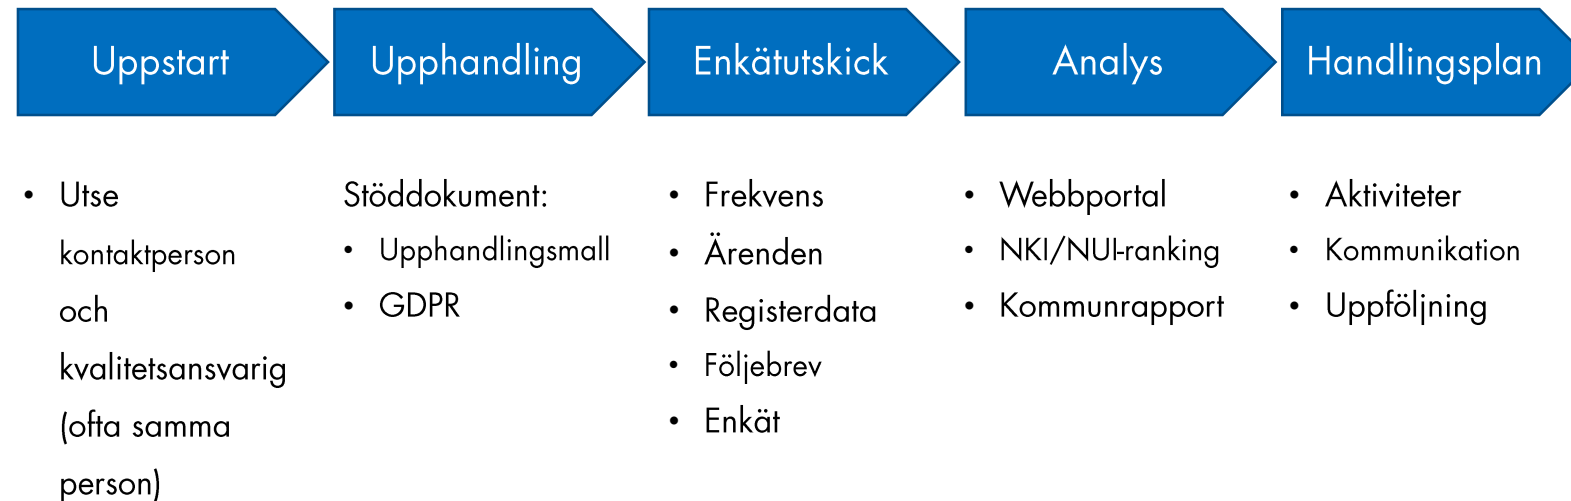 Uppstart
Upphandling
Enkätutskick
Analys
Handlingsplan
• Utse
kontaktperson
och
kvalitetsansvarig
(ofta samma
person)
Stöddokument:
• Upphandlingsmall
• GDPR
• Frekvens
• Ärenden
• Registerdata
• Följebrev
• Enkät
• Webbportal
• NKI/NUI-ranking
• Kommunrapport
• Aktiviteter
• Kommunikation
• Uppföljning